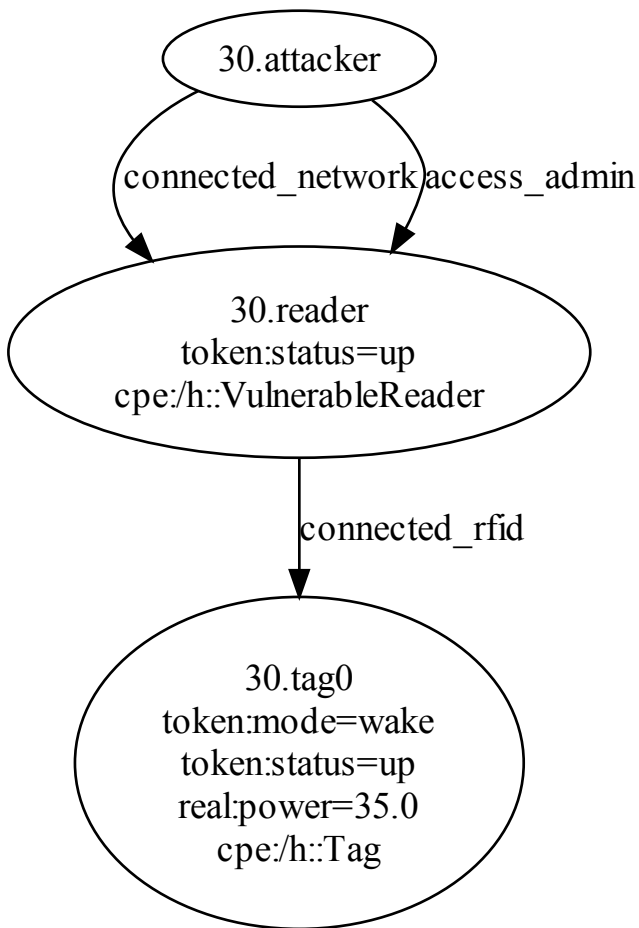 30.attacker
connected_network access_admin
30.reader
token:status=up
cpe:/h::VulnerableReader
connected_rfid
30.tag0
token:mode=wake
token:status=up
real:power=35.0
cpe:/h::Tag